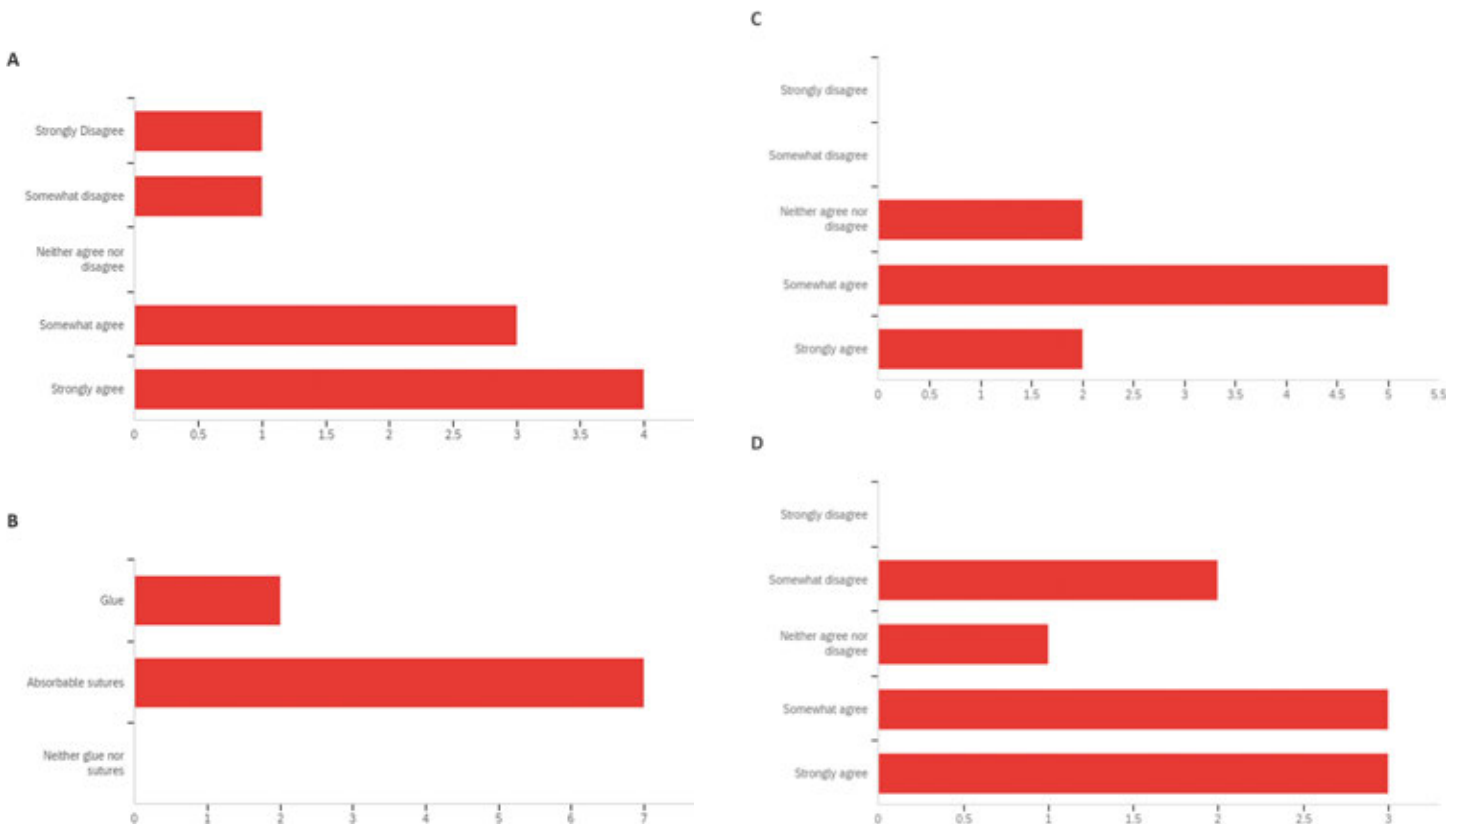 A
Strongly Disagree
Somewhat disagree
Neither agree nor
disagree
Somewhat agree
Strongly agree
0 0.5 1 1.5 2 2.5 3 3.5 4
B
Glue
Absorbable sutures
Neither glue nor
sutures
0 1 2 3 4 5 6 7
C
Strongly disagree
Somewhat disagree
Neither agree nor
disagree
Somewhat agree
Strongly agree
0 0.5 1 1.5 2 2.5 3 3.5 4 4.5 5 5.5
D
Strongly disagree
Somewhat disagree
Neither agree nor
disagree
Somewhat agree
Strongly agree
0 0.5 1 1.5 2 2.5 3